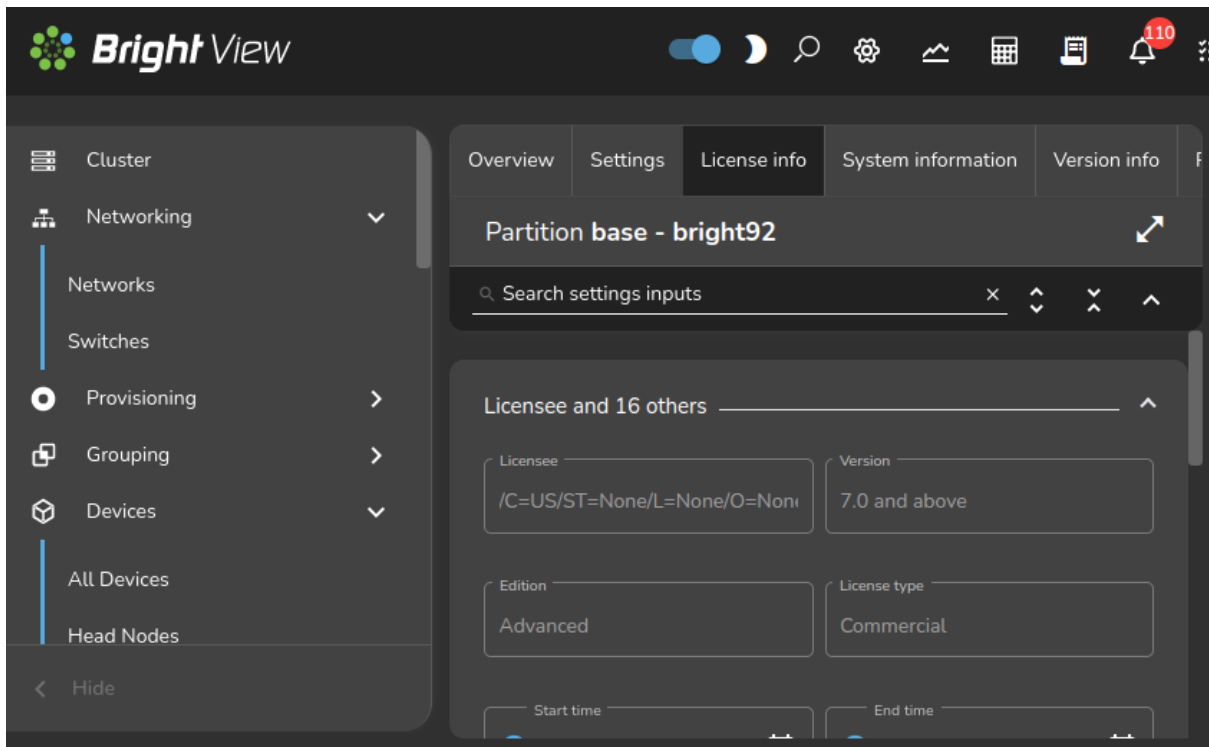 Bright View
110
Cluster
Networking
Networks
Switches
Provisioning
Grouping
Devices
All Devices
Head Nodes
Hide
Overview Settings License info System information Version info
Partition base - bright92
Search settings inputs
Licensee and 16 others
Licensee Version
/C=US/ST=None/L=None/O=Non 7.0 and above
Edition License type
Advanced Commercial
Start time End time